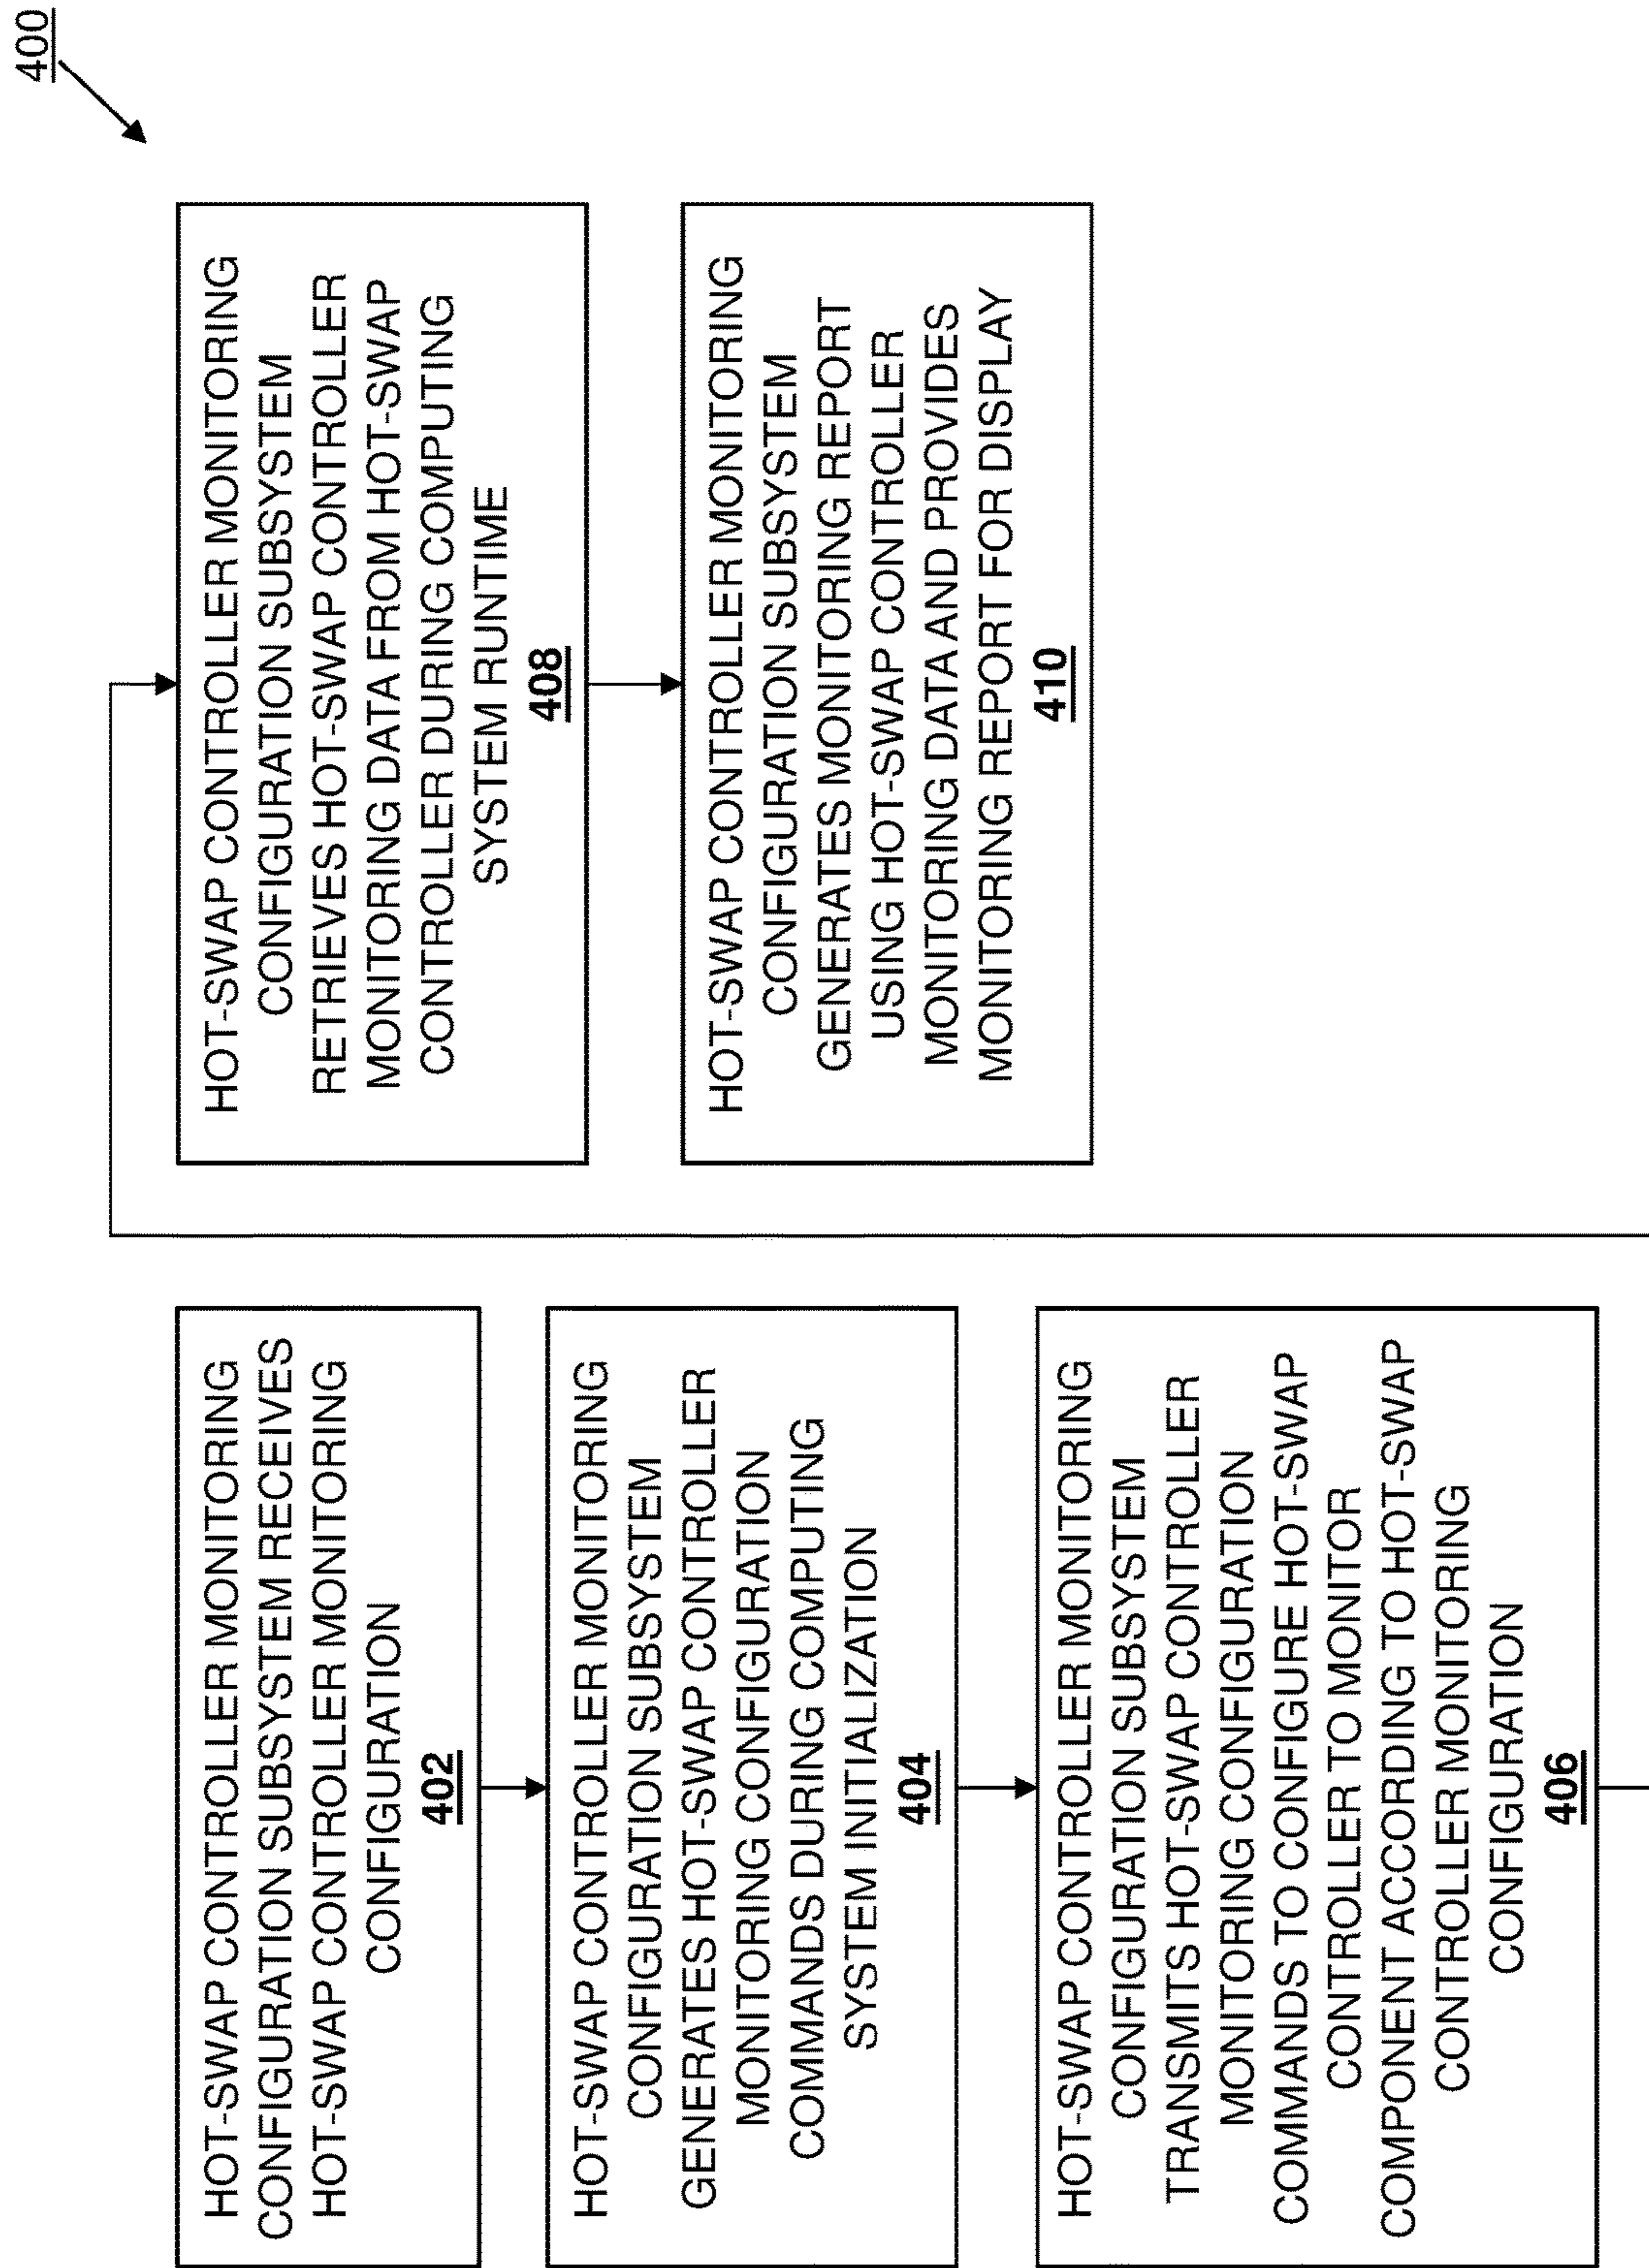 400
HOT-SWAP CONTROLLER MONITORING
CONFIGURATION SUBSYSTEM RECEIVES
HOT-SWAP CONTROLLER MONITORING
CONFIGURATION
402
HOT-SWAP CONTROLLER MONITORING
CONFIGURATION SUBSYSTEM
GENERATES HOT-SWAP CONTROLLER
MONITORING CONFIGURATION
COMMANDS DURING COMPUTING
SYSTEM INITIALIZATION
404
HOT-SWAP CONTROLLER MONITORING
CONFIGURATION SUBSYSTEM
TRANSMITS HOT-SWAP CONTROLLER
MONITORING CONFIGURATION
COMMANDS TO CONFIGURE HOT-SWAP
CONTROLLER TO MONITOR
COMPONENT ACCORDING TO HOT-SWAP
CONTROLLER MONITORING
CONFIGURATION
406
HOT-SWAP CONTROLLER MONITORING
CONFIGURATION SUBSYSTEM
RETRIEVES HOT-SWAP CONTROLLER
MONITORING DATA FROM HOT-SWAP
CONTROLLER DURING COMPUTING
SYSTEM RUNTIME
408
HOT-SWAP CONTROLLER MONITORING
CONFIGURATION SUBSYSTEM
GENERATES MONITORING REPORT
USING HOT-SWAP CONTROLLER
MONITORING DATA AND PROVIDES
MONITORING REPORT FOR DISPLAY
410